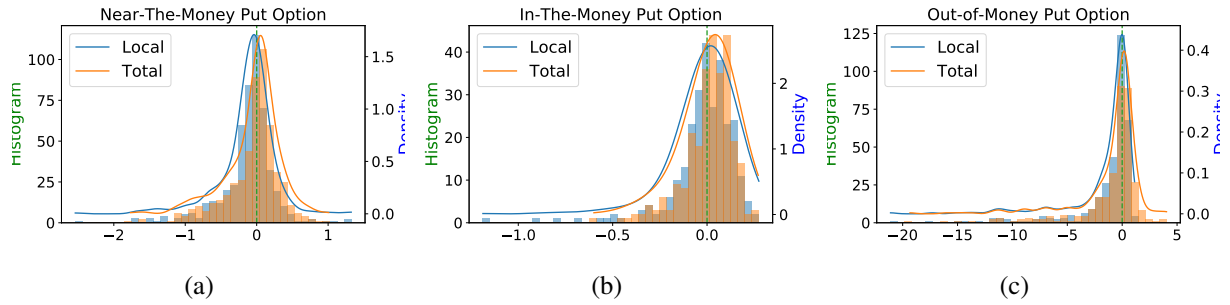 Near-The-Money Put Option
Local
Total
Histogram
Density
0
25
50
75
100
0.0
0.5
1.0
1.5
−2
−1
0
1
(a)
In-The-Money Put Option
Local
Total
Histogram
Density
0
10
20
30
40
0
1
2
−1.0
−0.5
0.0
(b)
Out-of-Money Put Option
Local
Total
Histogram
Density
0
25
50
75
100
125
0.0
0.1
0.2
0.3
0.4
−20
−15
−10
−5
0
5
(c)